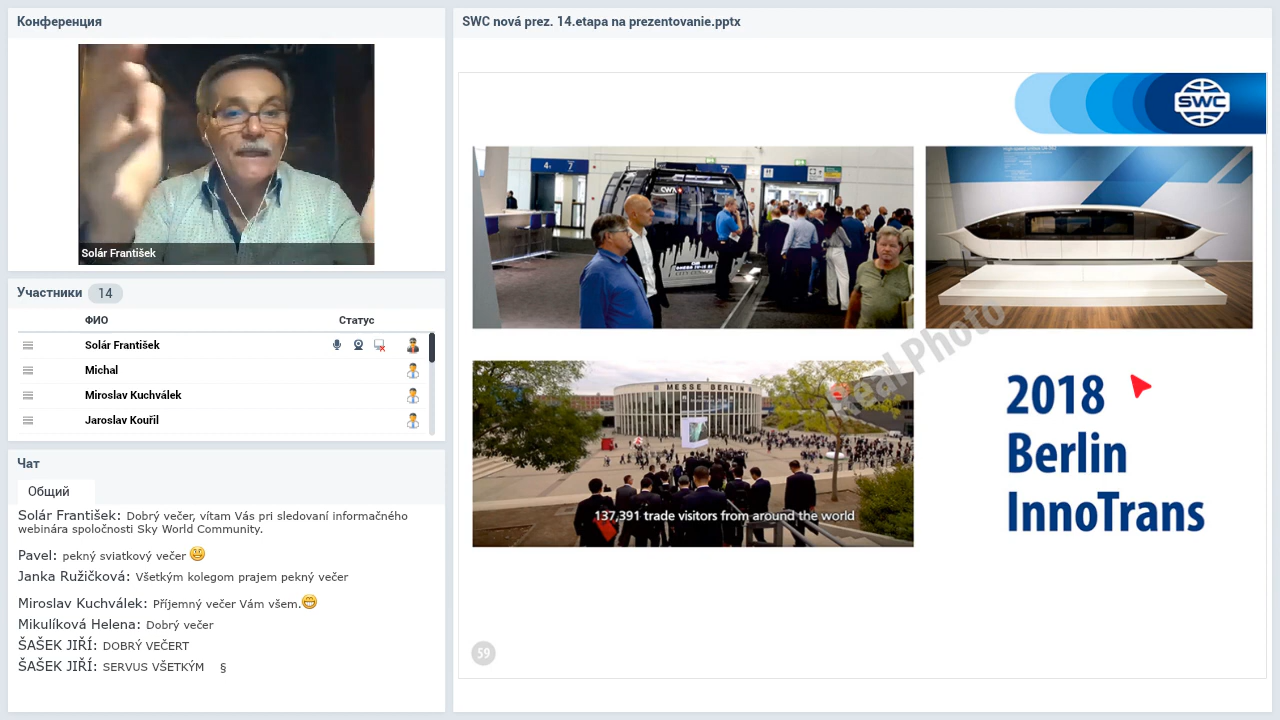 Конференция
Solár František
Участники 14
ФИО
Статус
Solár František
Michal
Miroslav Kuchválek
Jaroslav Kouřil
Чат
Общий
Solár František: Dobrý večer, vítam Vás pri sledovaní informačného
webinára spoločnosti Sky World Community.
Pavel: pekný sviatkový večer
Janka Ružičková: Všetkým kolegom prajem pekný večer
Miroslav Kuchválek: Příjemný večer Vám všem.
Mikulíková Helena: Dobrý večer
ŠAŠEK JIŘÍ: DOBRÝ VEČERT
ŠAŠEK JIŘÍ: SERVUS VŠETKÝM §
SWC nová prez. 14.etapa na prezentovanie.pptx
SWC
4
7
7
CWA
MESSE BERLIN
137,391 trade visitors from around the world
Real Photo
2018
Berlin
InnoTrans
59